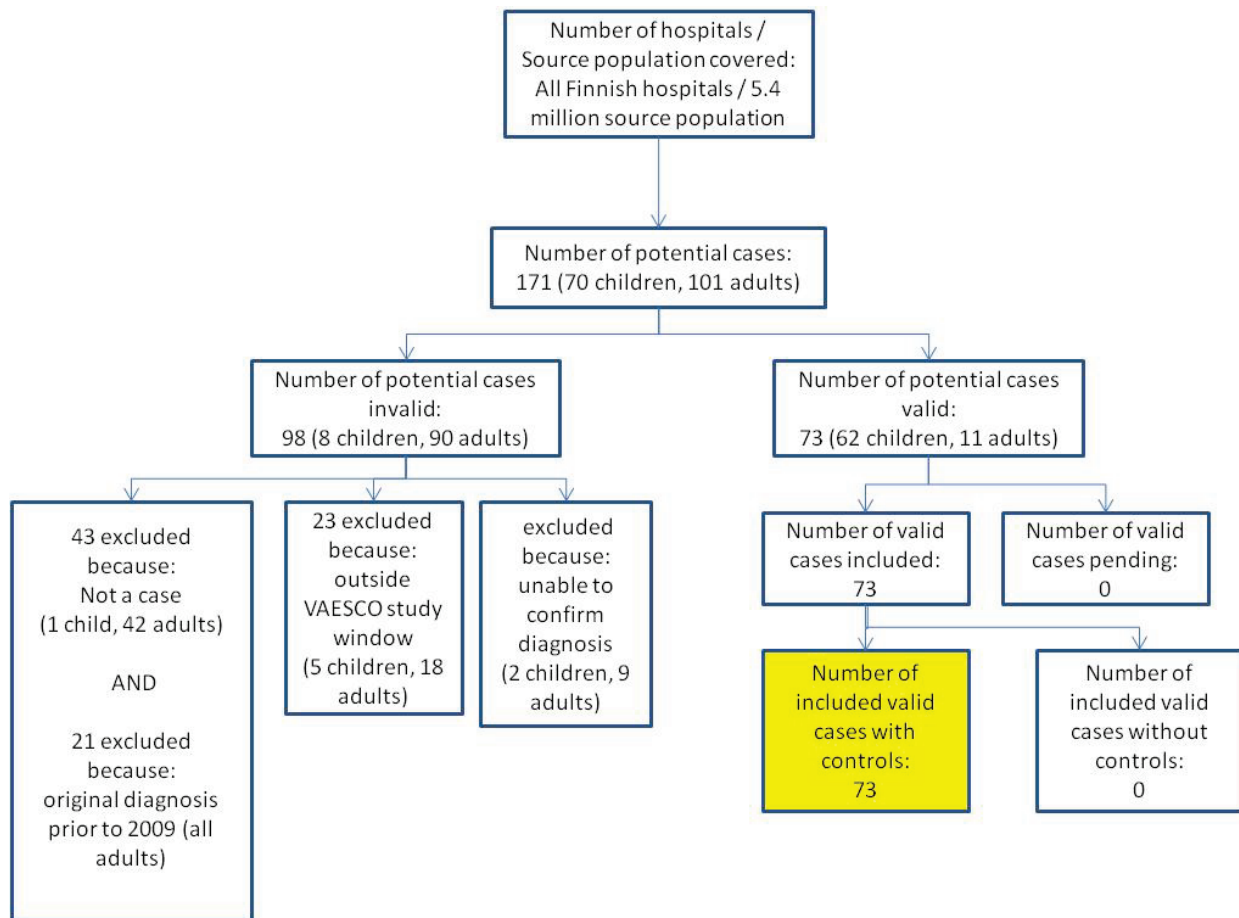 Number of hospitals /
Source population covered:
All Finnish hospitals / 5.4
million source population
Number of potential cases:
171 (70 children, 101 adults)
Number of potential cases
invalid:
98 (8 children, 90 adults)
Number of potential cases
valid:
73 (62 children, 11 adults)
43 excluded
because:
Not a case
(1 child, 42 adults)
AND
21 excluded
because:
original diagnosis
prior to 2009 (all
adults)
23 excluded
because:
outside
VAESCO study
window
(5 children, 18
adults)
excluded
because:
unable to
confirm
diagnosis
(2 children, 9
adults)
Number of valid
cases included:
73
Number of valid
cases pending:
0
Number of
included valid
cases with
controls:
73
Number of
included valid
cases without
controls:
0